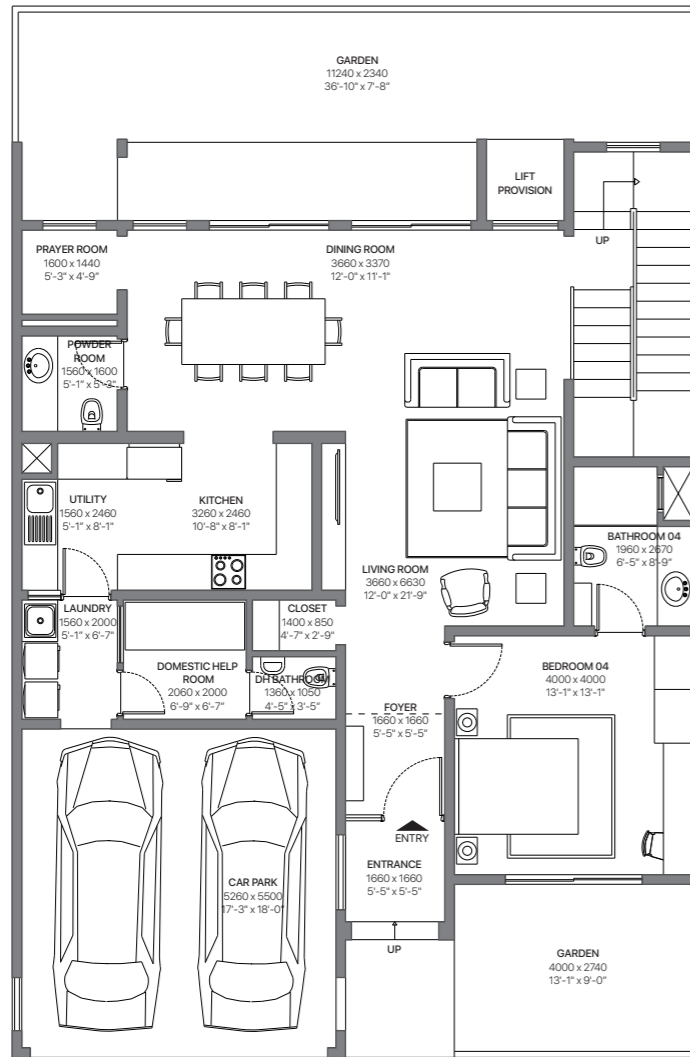 GARDEN
11240 x 2340
36'-10" x 7'-8"
LIFT
PROVISION
UP
PRAYER ROOM
1600 x 1440
5'-3" x 4'-9"
DINING ROOM
3660 x 3370
12'-0" x 11'-1"
POWDER
ROOM
1560 x 1600
5'-1" x 5'-3"
UTILITY
1560 x 2460
5'-1" x 8'-1"
KITCHEN
3260 x 2460
10'-8" x 8'-1"
BATHROOM 04
1960 x 2670
6'-5" x 8'-9"
LIVING ROOM
3660 x 6630
12'-0" x 21'-9"
LAUNDRY
1560 x 2000
5'-1" x 6'-7"
CLOSET
1400 x 850
4'-7" x 2'-9"
DOMESTIC HELP
ROOM
2060 x 2000
6'-9" x 6'-7"
DH BATHROOM
1360 x 1050
4'-5" x 3'-5"
BEDROOM 04
4000 x 4000
13'-1" x 13'-1"
FOYER
1660 x 1660
5'-5" x 5'-5"
ENTRY
ENTRANCE
1660 x 1660
5'-5" x 5'-5"
CAR PARK
5260 x 5500
17'-3" x 18'-0"
UP
GARDEN
4000 x 2740
13'-1" x 9'-0"